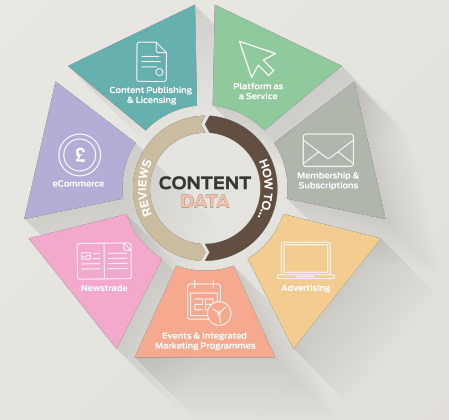 Content Publishing
& Licensing
Platform as
a Service
£
eCommerce
Membership &
Subscriptions
REVIEWS
HOW TO...
CONTENT
DATA
Newstrade
Advertising
Events & Integrated
Marketing Programmes